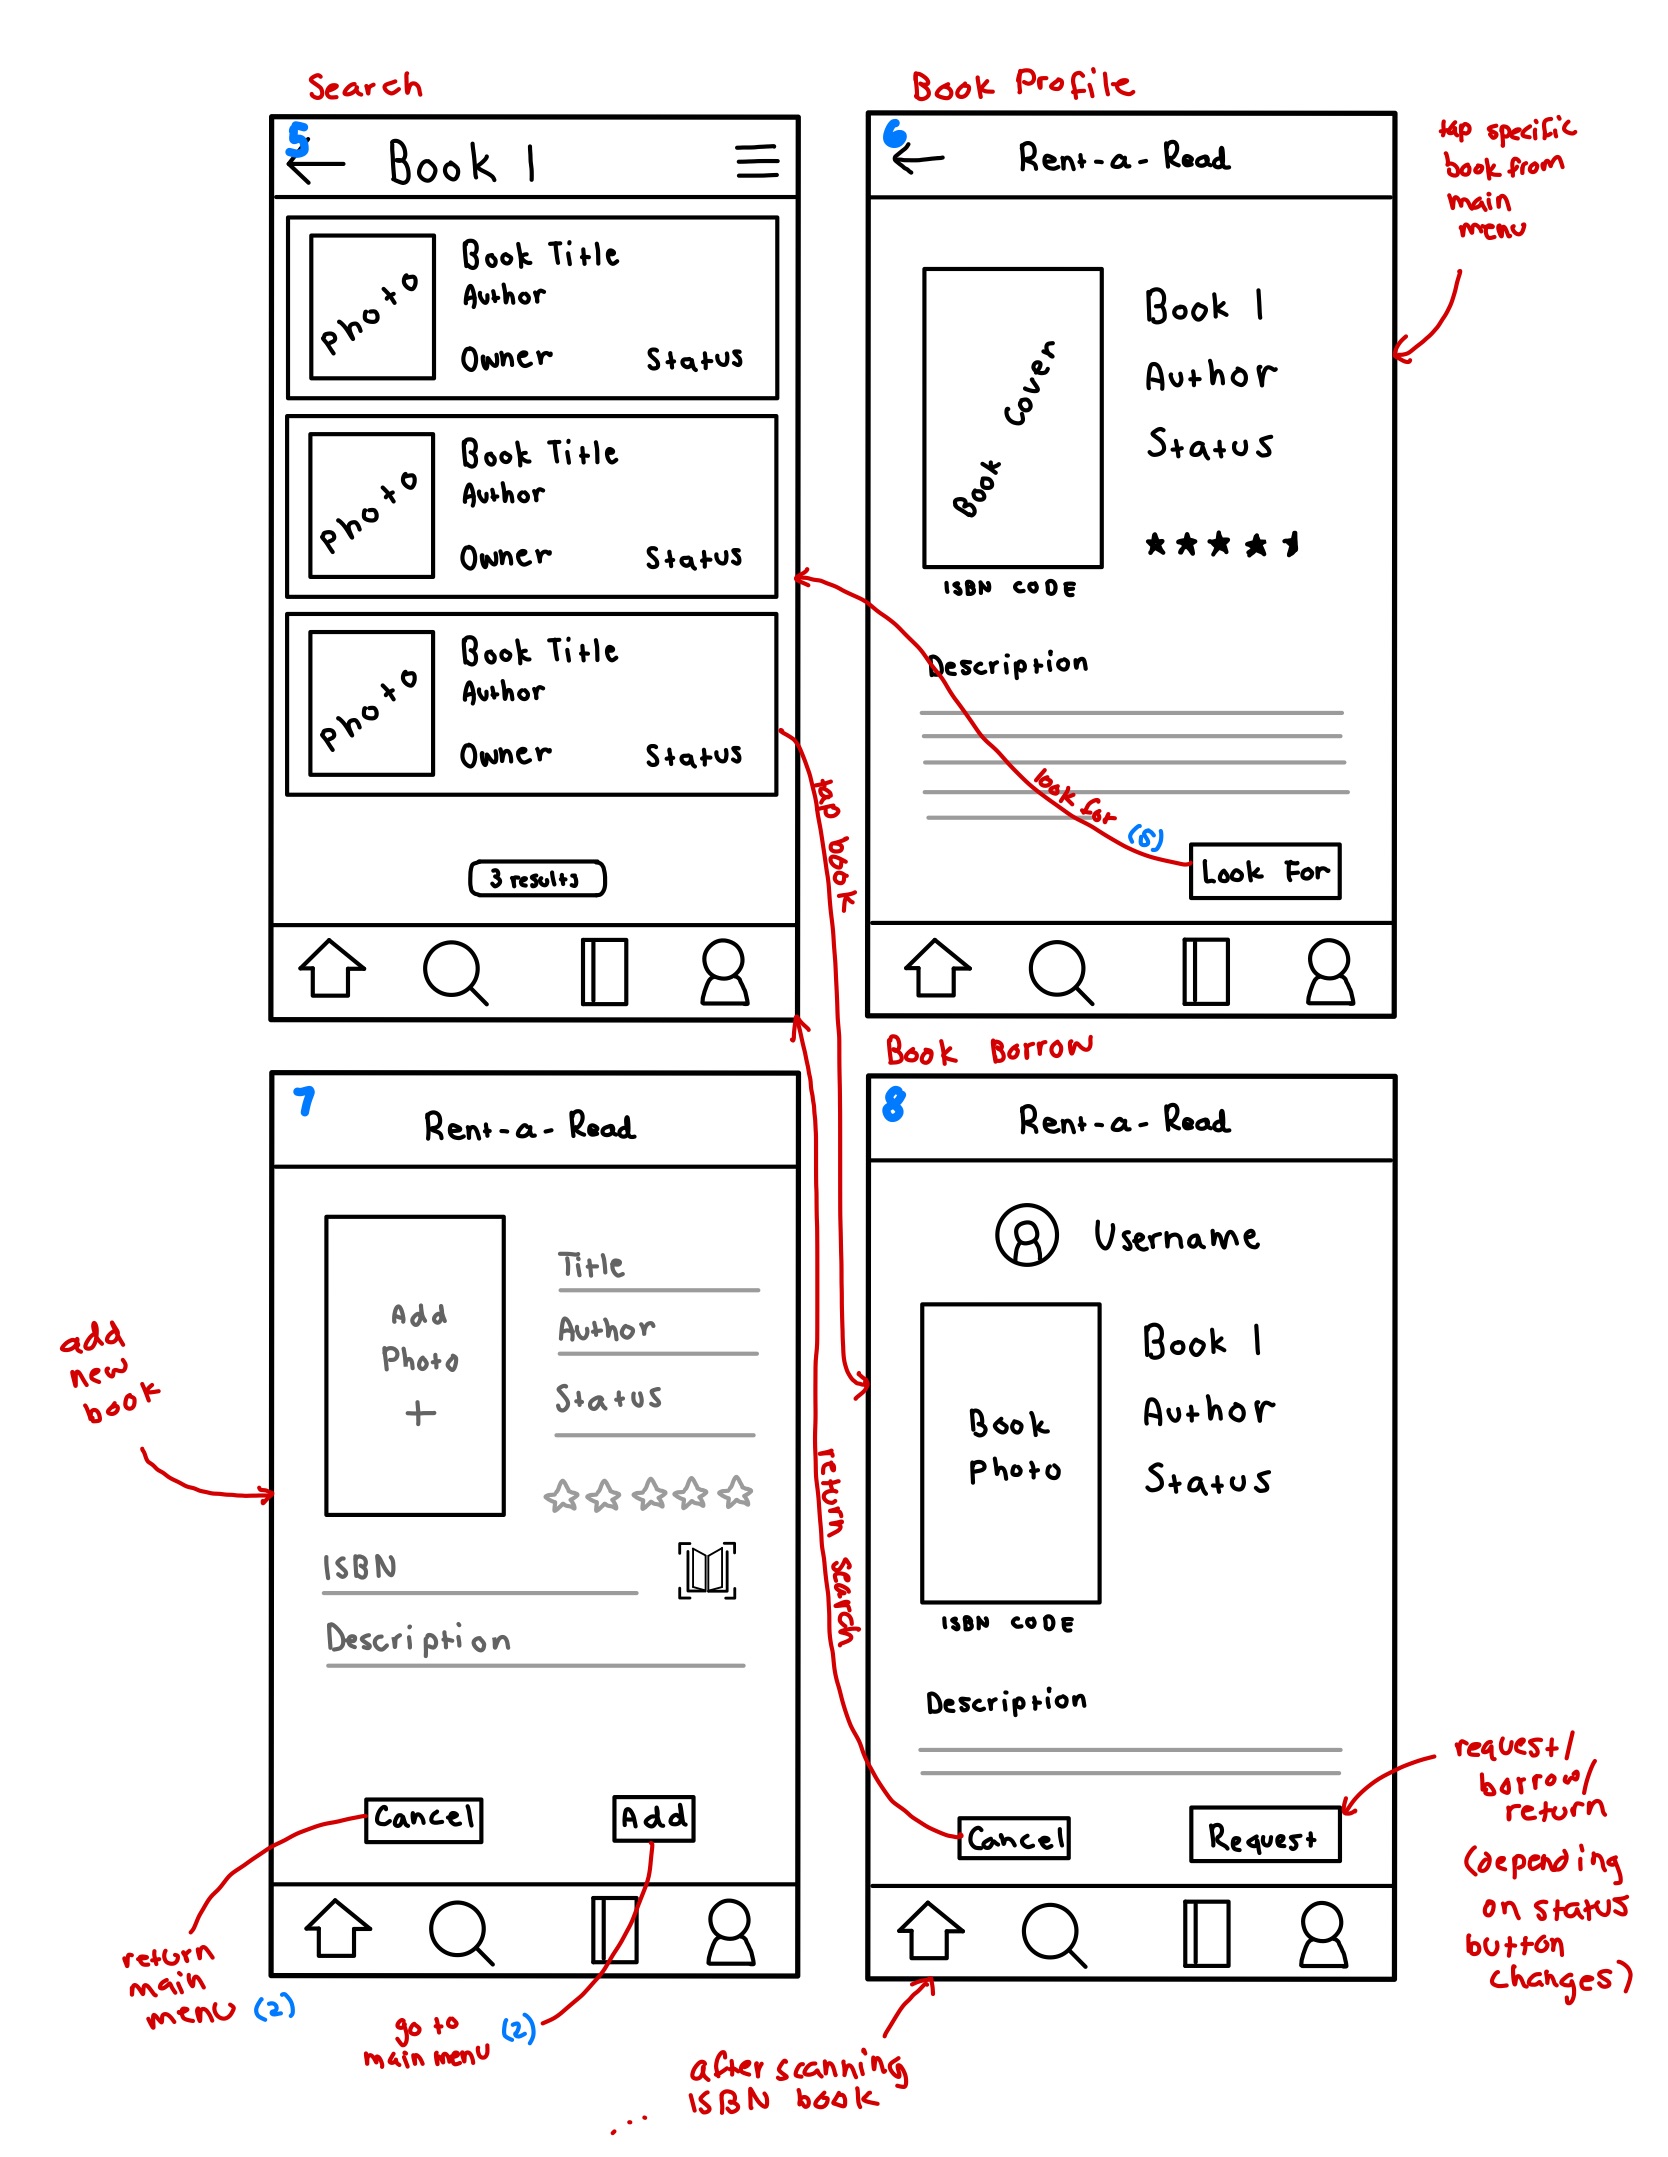 Search
5
Book 1
Photo
Book Title
Author
Owner Status
Photo
Book Title
Author
Owner Status
Photo
Book Title
Author
Owner Status
3 results
tap book
Book Profile
6
Rent-a-Read
tap specific
book from
main
menu
Book Cover
Book 1
Author
Status
ISBN CODE
Description
look for (5)
Look For
7
Rent-a-Read
add
new
book
Add
Photo
+
Title
Author
Status
ISBN
Description
Cancel
Add
return
main
menu (2)
go to
main menu (2)
return search
Book Borrow
8
Rent-a-Read
Username
Book
Photo
Book 1
Author
Status
ISBN CODE
Description
Cancel
Request
request/
borrow/
return
(depending
on status
button
changes)
after scanning
... ISBN book